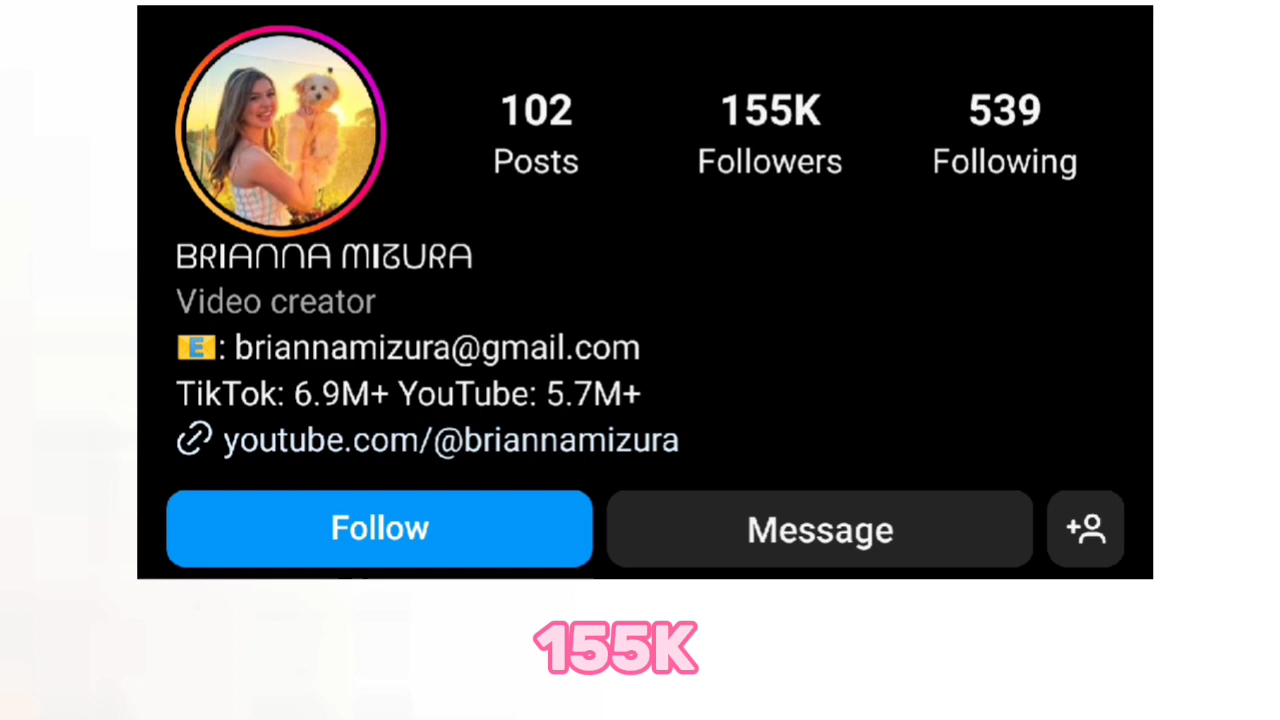 102 155K 539
Posts Followers Following
BRIANNA MIZURA
Video creator
📧: briannamizura@gmail.com
TikTok: 6.9M+ YouTube: 5.7M+
youtube.com/@briannamizura
Follow Message
155K